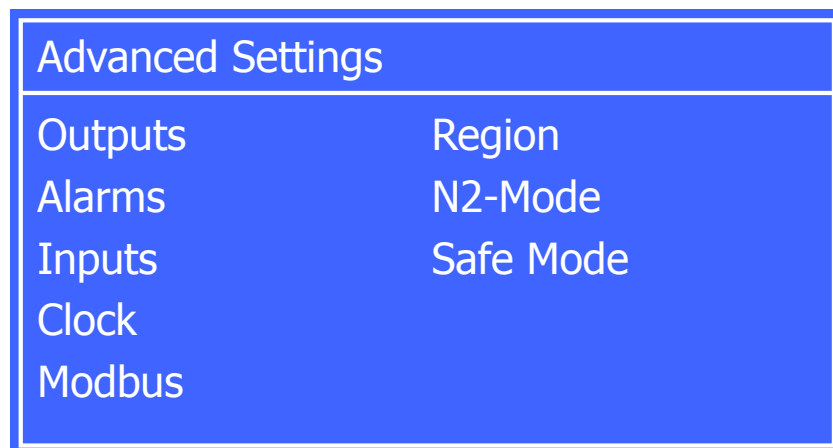 Advanced Settings
Outputs
Alarms
Inputs
Clock
Modbus
Region
N2-Mode
Safe Mode